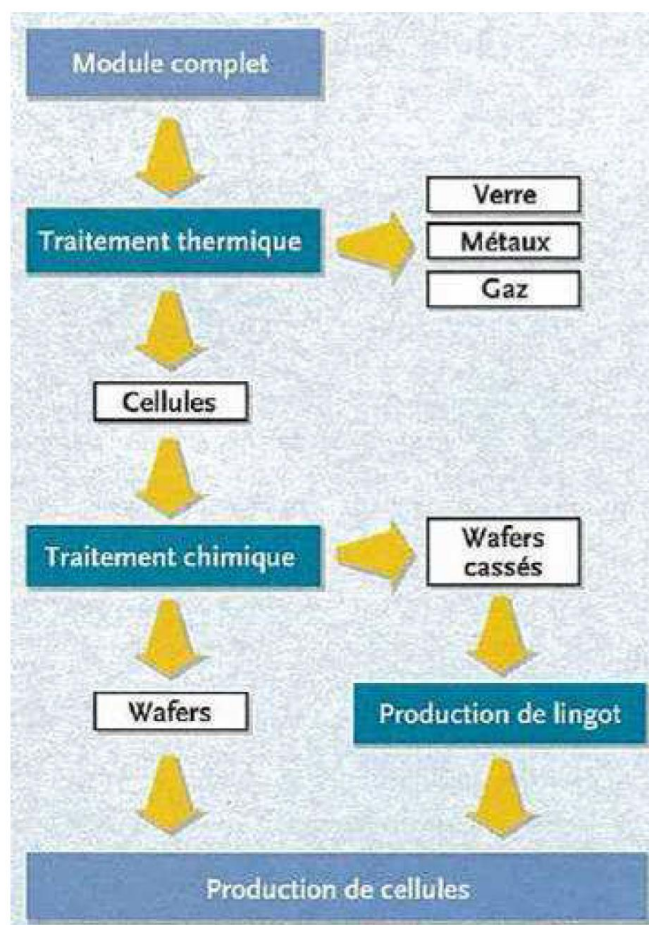 Module complet
Traitement thermique
Verre
Métaux
Gaz
Cellules
Traitement chimique
Wafers
cassés
Wafers
Production de lingot
Production de cellules